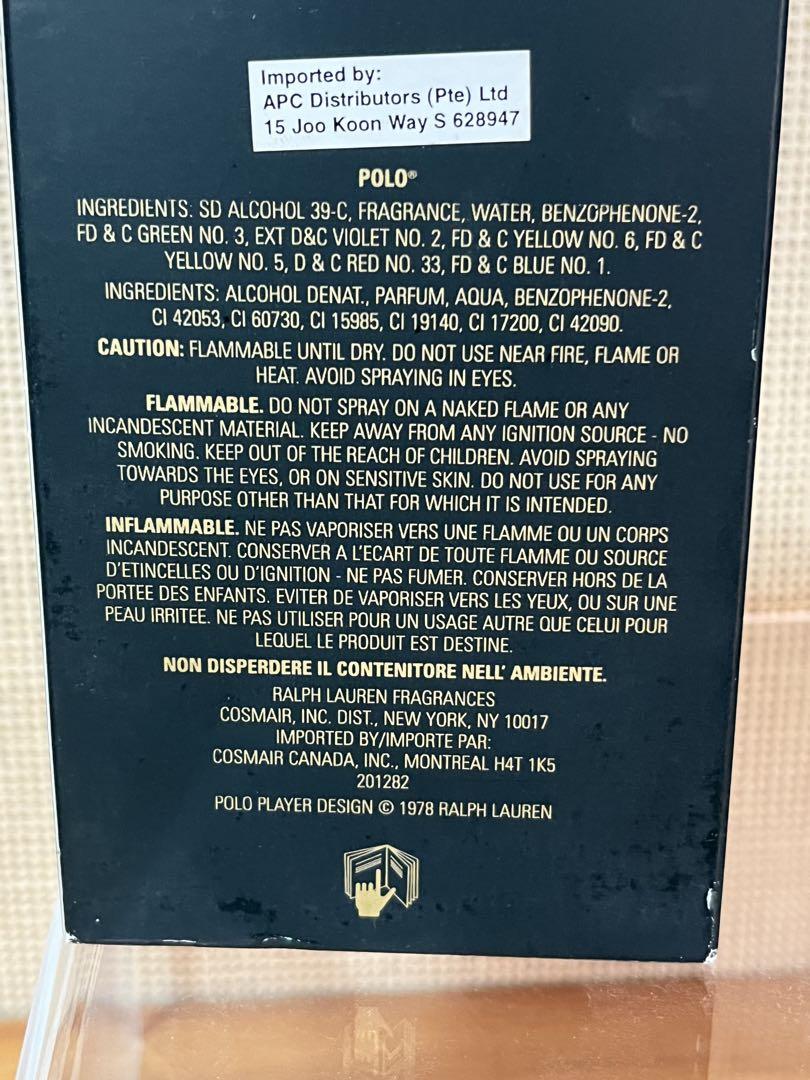 Imported by:
APC Distributors (Pte) Ltd
15 Joo Koon Way S 628947
POLO®
INGREDIENTS: SD ALCOHOL 39-C, FRAGRANCE, WATER, BENZOPHENONE-2,
FD & C GREEN NO. 3, EXT D&C VIOLET NO. 2, FD & C YELLOW NO. 6, FD & C
YELLOW NO. 5, D & C RED NO. 33, FD & C BLUE NO. 1.
INGREDIENTS: ALCOHOL DENAT., PARFUM, AQUA, BENZOPHENONE-2,
CI 42053, CI 60730, CI 15985, CI 19140, CI 17200, CI 42090.
CAUTION: FLAMMABLE UNTIL DRY. DO NOT USE NEAR FIRE, FLAME OR
HEAT. AVOID SPRAYING IN EYES.
FLAMMABLE. DO NOT SPRAY ON A NAKED FLAME OR ANY
INCANDESCENT MATERIAL. KEEP AWAY FROM ANY IGNITION SOURCE - NO
SMOKING. KEEP OUT OF THE REACH OF CHILDREN. AVOID SPRAYING
TOWARDS THE EYES, OR ON SENSITIVE SKIN. DO NOT USE FOR ANY
PURPOSE OTHER THAN THAT FOR WHICH IT IS INTENDED.
INFLAMMABLE. NE PAS VAPORISER VERS UNE FLAMME OU UN CORPS
INCANDESCENT. CONSERVER A L'ECART DE TOUTE FLAMME OU SOURCE
D'ETINCELLES OU D'IGNITION - NE PAS FUMER. CONSERVER HORS DE LA
PORTEE DES ENFANTS. EVITER DE VAPORISER VERS LES YEUX, OU SUR UNE
PEAU IRRITEE. NE PAS UTILISER POUR UN USAGE AUTRE QUE CELUI POUR
LEQUEL LE PRODUIT EST DESTINE.
NON DISPERDERE IL CONTENITORE NELL' AMBIENTE.
RALPH LAUREN FRAGRANCES
COSMAIR, INC. DIST., NEW YORK, NY 10017
IMPORTED BY/IMPORTE PAR:
COSMAIR CANADA, INC., MONTREAL H4T 1K5
201282
POLO PLAYER DESIGN © 1978 RALPH LAUREN